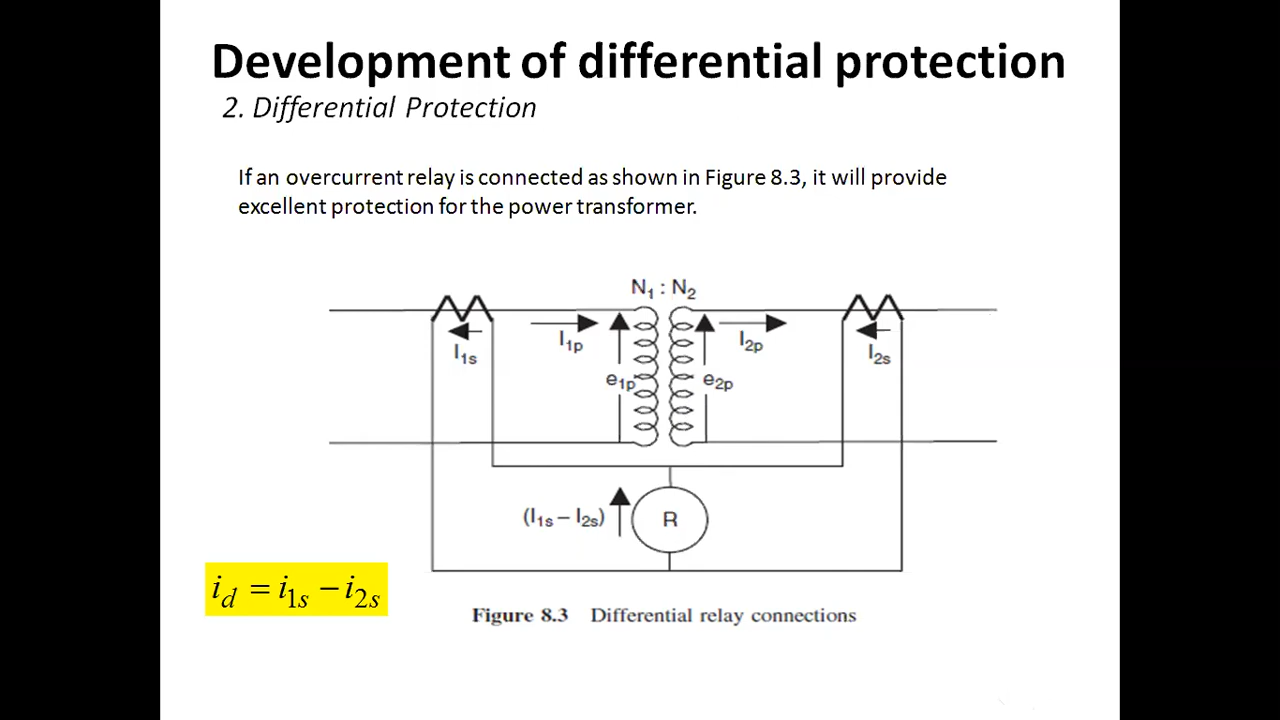 Development of differential protection
2. Differential Protection
If an overcurrent relay is connected as shown in Figure 8.3, it will provide
excellent protection for the power transformer.
N₁ : N₂
I₁ₛ
I₁ₚ
e₁ₚ
e₂ₚ
I₂ₚ
I₂ₛ
(I₁ₛ – I₂ₛ)
R
i_d = i₁ₛ − i₂ₛ
Figure 8.3 Differential relay connections